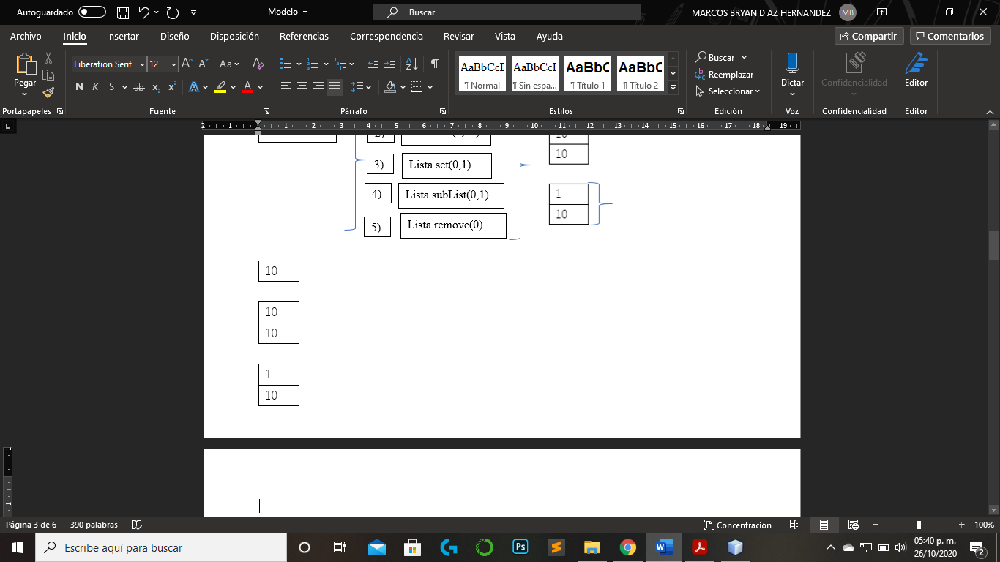 Autoguardado
Modelo
Buscar
MARCOS BRYAN DIAZ HERNANDEZ
MB
Archivo Inicio Insertar Diseño Disposición Referencias Correspondencia Revisar Vista Ayuda
Compartir
Comentarios
Pegar
Liberation Serif 12
N K S ab x2 x2
AaBbCcI AaBbCcI AaBbC AaBbC
¶ Normal ¶ Sin espa... ¶ Título 1 ¶ Título 2
Buscar
Reemplazar
Seleccionar
Dictar
Confidencialidad
Editor
Portapapeles Fuente Párrafo Estilos Edición Voz Confidencialidad Editor
2 1 1 2 3 4 5 6 7 8 9 10 11 12 13 14 15 16 17 18 19
10
3) Lista.set(0,1)
4) Lista.subList(0,1)
5) Lista.remove(0)
1
10
10
10
10
1
10
Página 3 de 6 390 palabras
Concentración
100%
Escribe aquí para buscar
Ps
05:40 p. m.
26/10/2020
2